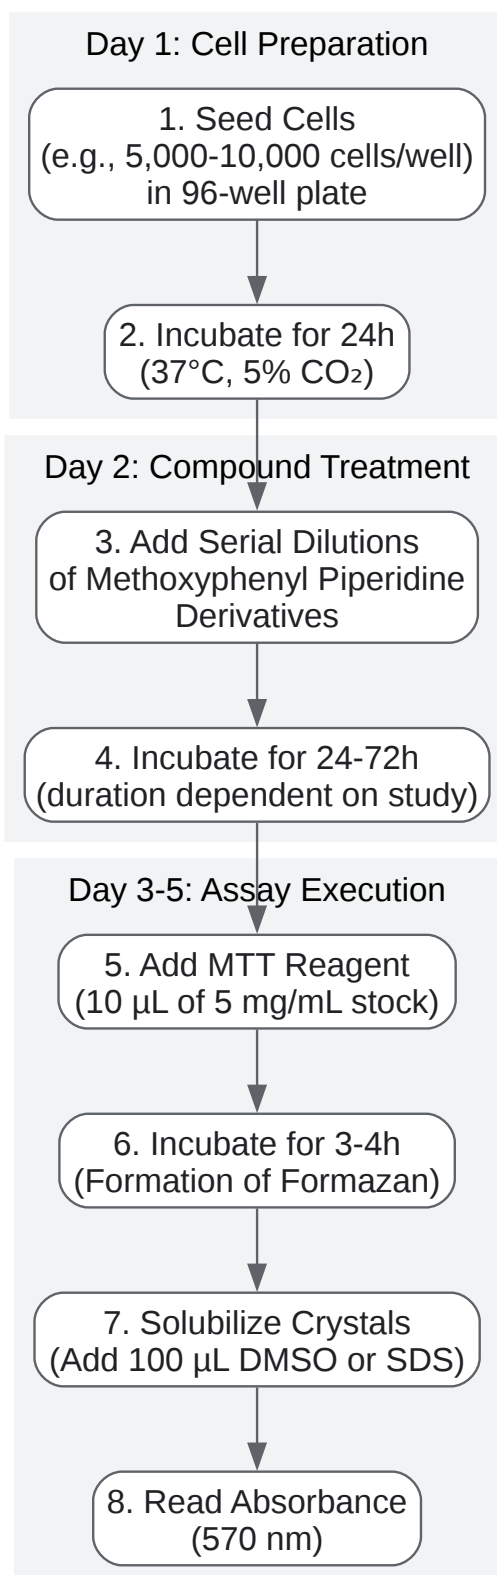 Day 1: Cell Preparation
1. Seed Cells
(e.g., 5,000-10,000 cells/well)
in 96-well plate
2. Incubate for 24h
(37°C, 5% CO₂)
Day 2: Compound Treatment
3. Add Serial Dilutions
of Methoxyphenyl Piperidine
Derivatives
4. Incubate for 24-72h
(duration dependent on study)
Day 3-5: Assay Execution
5. Add MTT Reagent
(10 µL of 5 mg/mL stock)
6. Incubate for 3-4h
(Formation of Formazan)
7. Solubilize Crystals
(Add 100 µL DMSO or SDS)
8. Read Absorbance
(570 nm)